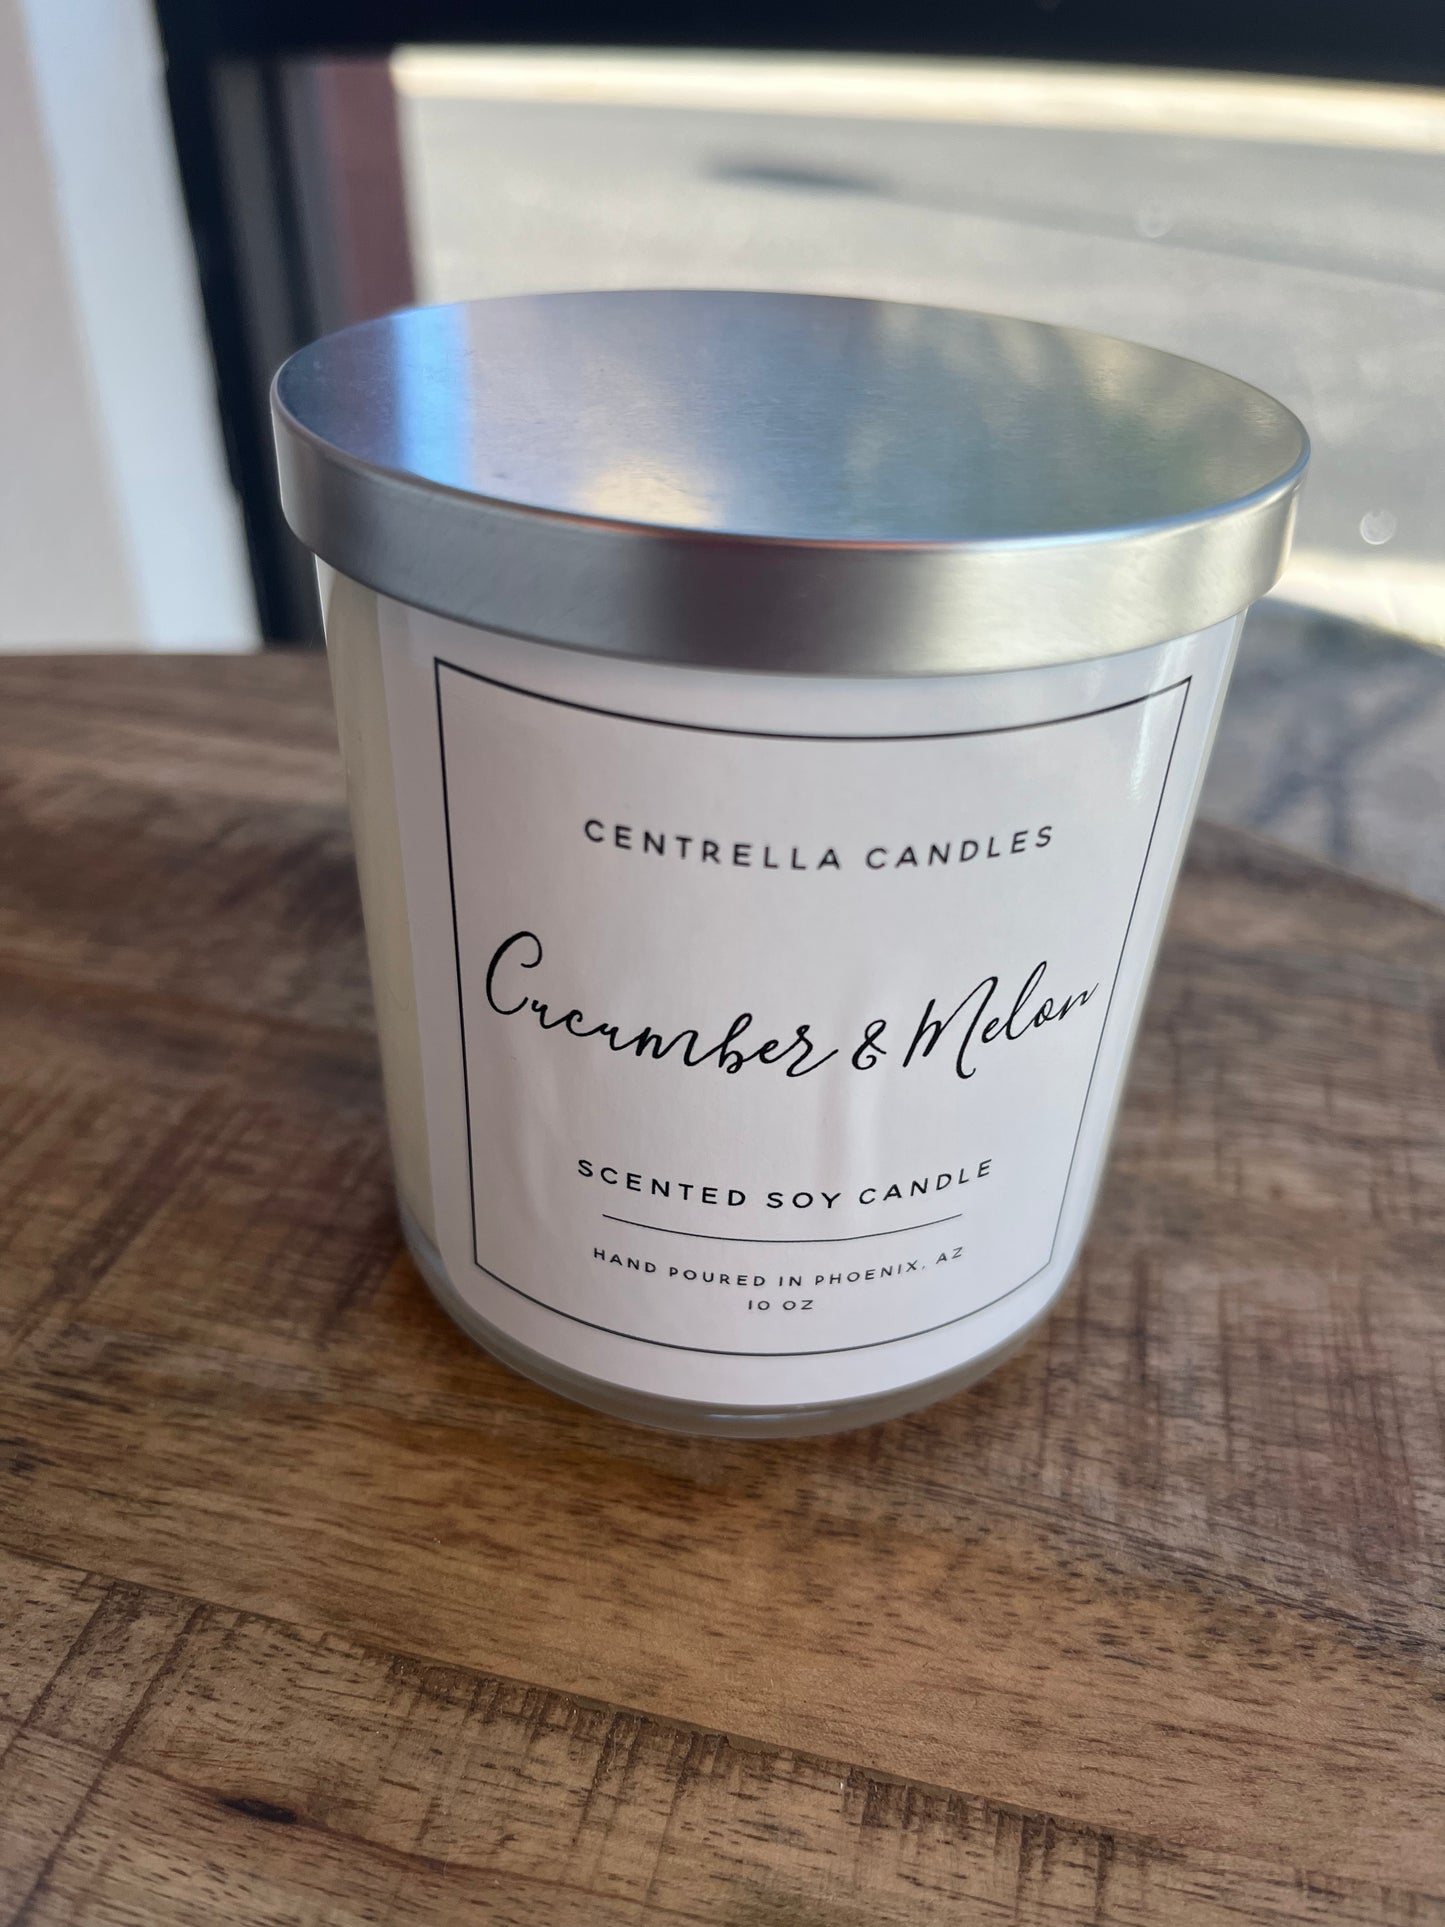 CENTRELLA CANDLES
Cucumber & Melon
SCENTED SOY CANDLE
HAND POURED IN PHOENIX, AZ
10 OZ